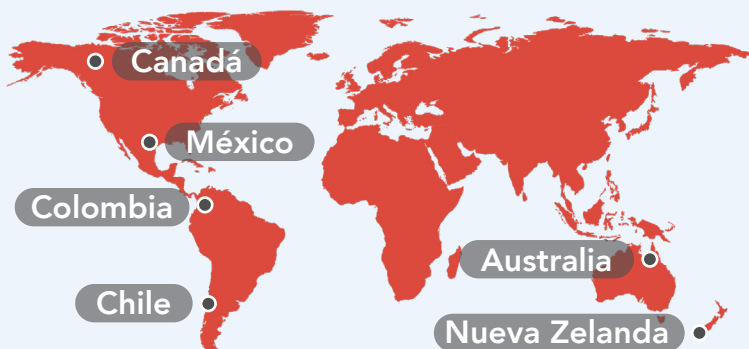 Canadá
México
Colombia
Australia
Chile
Nueva Zelanda